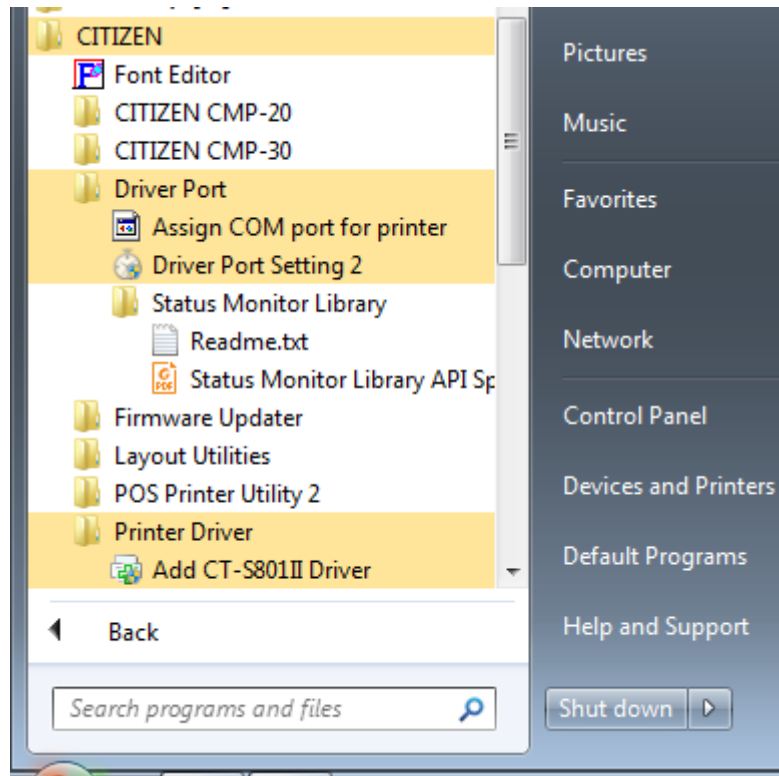 CITIZEN
Font Editor
CITIZEN CMP-20
CITIZEN CMP-30
Driver Port
Assign COM port for printer
Driver Port Setting 2
Status Monitor Library
Readme.txt
Status Monitor Library API Sp
Firmware Updater
Layout Utilities
POS Printer Utility 2
Printer Driver
Add CT-S801II Driver
Back
Search programs and files
Pictures
Music
Favorites
Computer
Network
Control Panel
Devices and Printers
Default Programs
Help and Support
Shut down